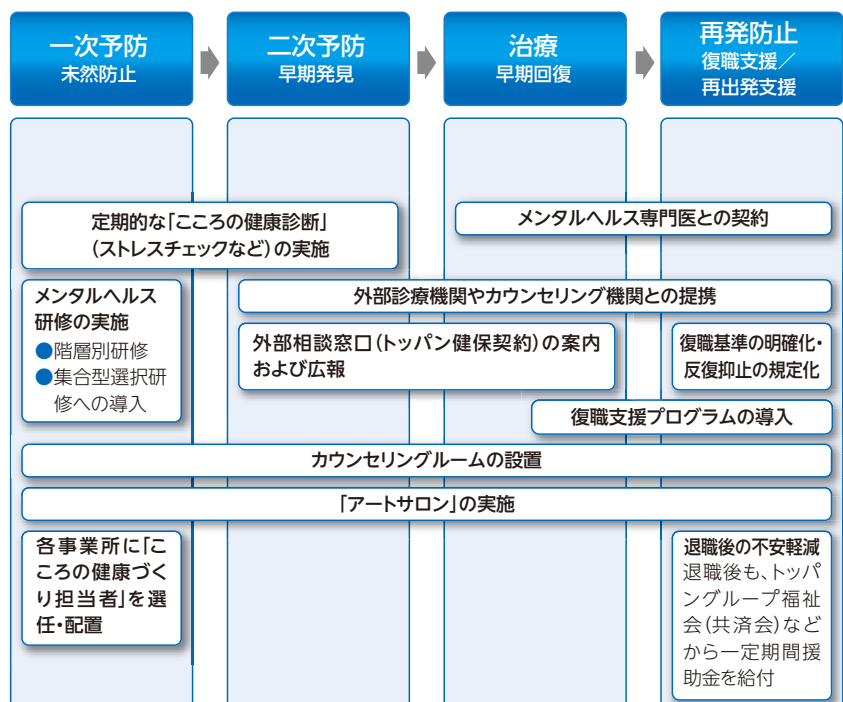 一次予防
未然防止
二次予防
早期発見
治療
早期回復
再発防止
復職支援／
再出発支援
定期的な「こころの健康診断」
（ストレスチェックなど）の実施
メンタルヘルス専門医との契約
メンタルヘルス
研修の実施
●階層別研修
●集合型選択研
修への導入
外部診療機関やカウンセリング機関との提携
外部相談窓口（トッパン健保契約）の案内
および広報
復職基準の明確化・
反復抑止の規定化
復職支援プログラムの導入
カウンセリングルームの設置
「アートサロン」の実施
各事業所に「こ
ころの健康づく
り担当者」を選
任・配置
退職後の不安軽減
退職後も、トッパ
ングループ福祉
会（共済会）など
から一定期間援
助金を給付